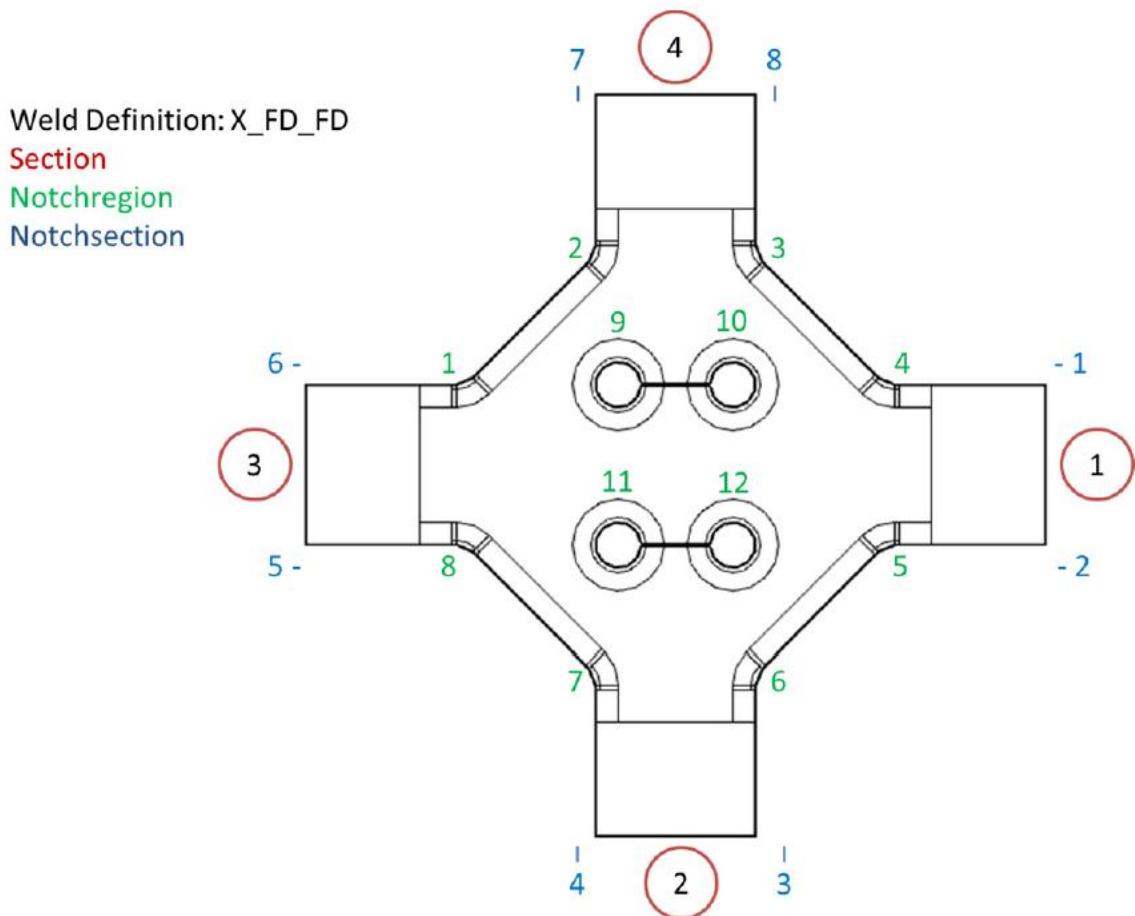 4
7 8
Weld Definition: X_FD_FD
Section
Notchregion
Notchsection
2 3
9 10
6 - 1 4 - 1
3 1
11 12
5 - 8 5 - 2
7 6
4 2 3